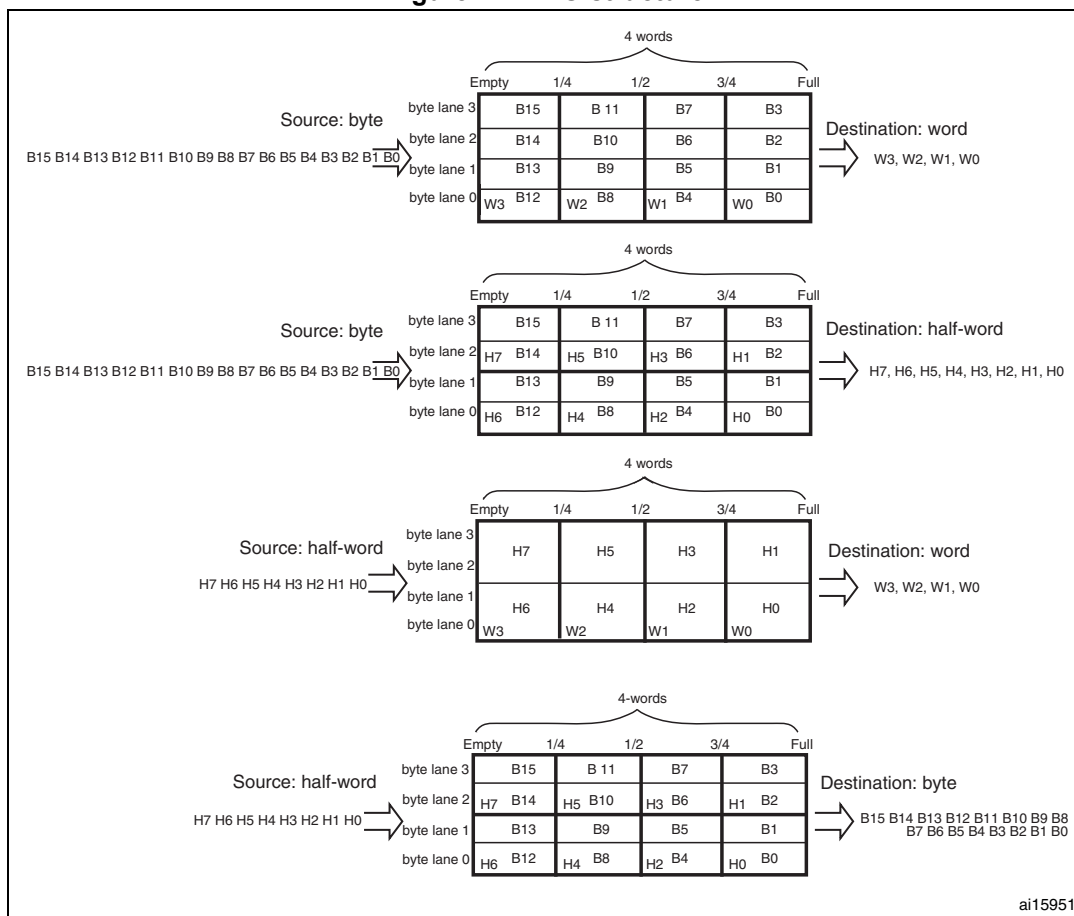 4 words
Empty 1/4 1/2 3/4 Full
Source: byte
B15 B14 B13 B12 B11 B10 B9 B8 B7 B6 B5 B4 B3 B2 B1 B0
byte lane 3 B15 B 11 B7 B3
byte lane 2 B14 B10 B6 B2
byte lane 1 B13 B9 B5 B1
byte lane 0 W3 B12 W2 B8 W1 B4 W0 B0
Destination: word
W3, W2, W1, W0
4 words
Empty 1/4 1/2 3/4 Full
Source: byte
B15 B14 B13 B12 B11 B10 B9 B8 B7 B6 B5 B4 B3 B2 B1 B0
byte lane 3 B15 B 11 B7 B3
byte lane 2 H7 B14 H5 B10 H3 B6 H1 B2
byte lane 1 B13 B9 B5 B1
byte lane 0 H6 B12 H4 B8 H2 B4 H0 B0
Destination: half-word
H7, H6, H5, H4, H3, H2, H1, H0
4 words
Empty 1/4 1/2 3/4 Full
Source: half-word
H7 H6 H5 H4 H3 H2 H1 H0
byte lane 3
H7 H5 H3 H1
byte lane 2
byte lane 1
H6 H4 H2 H0
byte lane 0 W3 W2 W1 W0
Destination: word
W3, W2, W1, W0
4-words
Empty 1/4 1/2 3/4 Full
Source: half-word
H7 H6 H5 H4 H3 H2 H1 H0
byte lane 3 B15 B 11 B7 B3
byte lane 2 H7 B14 H5 B10 H3 B6 H1 B2
byte lane 1 B13 B9 B5 B1
byte lane 0 H6 B12 H4 B8 H2 B4 H0 B0
Destination: byte
B15 B14 B13 B12 B11 B10 B9 B8
B7 B6 B5 B4 B3 B2 B1 B0
ai15951